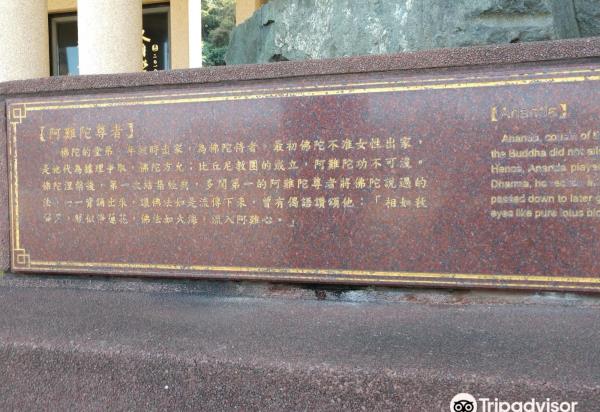 【阿難陀尊者】
佛陀的堂弟，年少時出家，為佛陀侍者。最初佛陀不准女性出家，
是他代為據理爭取，佛陀方允；比丘尼教團的成立，阿難陀功不可沒。
佛陀涅槃後，第一次結集經典，多聞第一的阿難陀尊者將佛陀說過的
法，一一背誦出來，讓佛法如是流傳下來。曾有偈語讚頌他：「相如秋
滿月，眼似淨蓮花，佛法如大海，流入阿難心。」
【Ananda】
Ananda, cousin of
the Buddha did not
Hence, Ananda played
Dharma, he
passed down to later
eyes like pure lotus
Tripadvisor